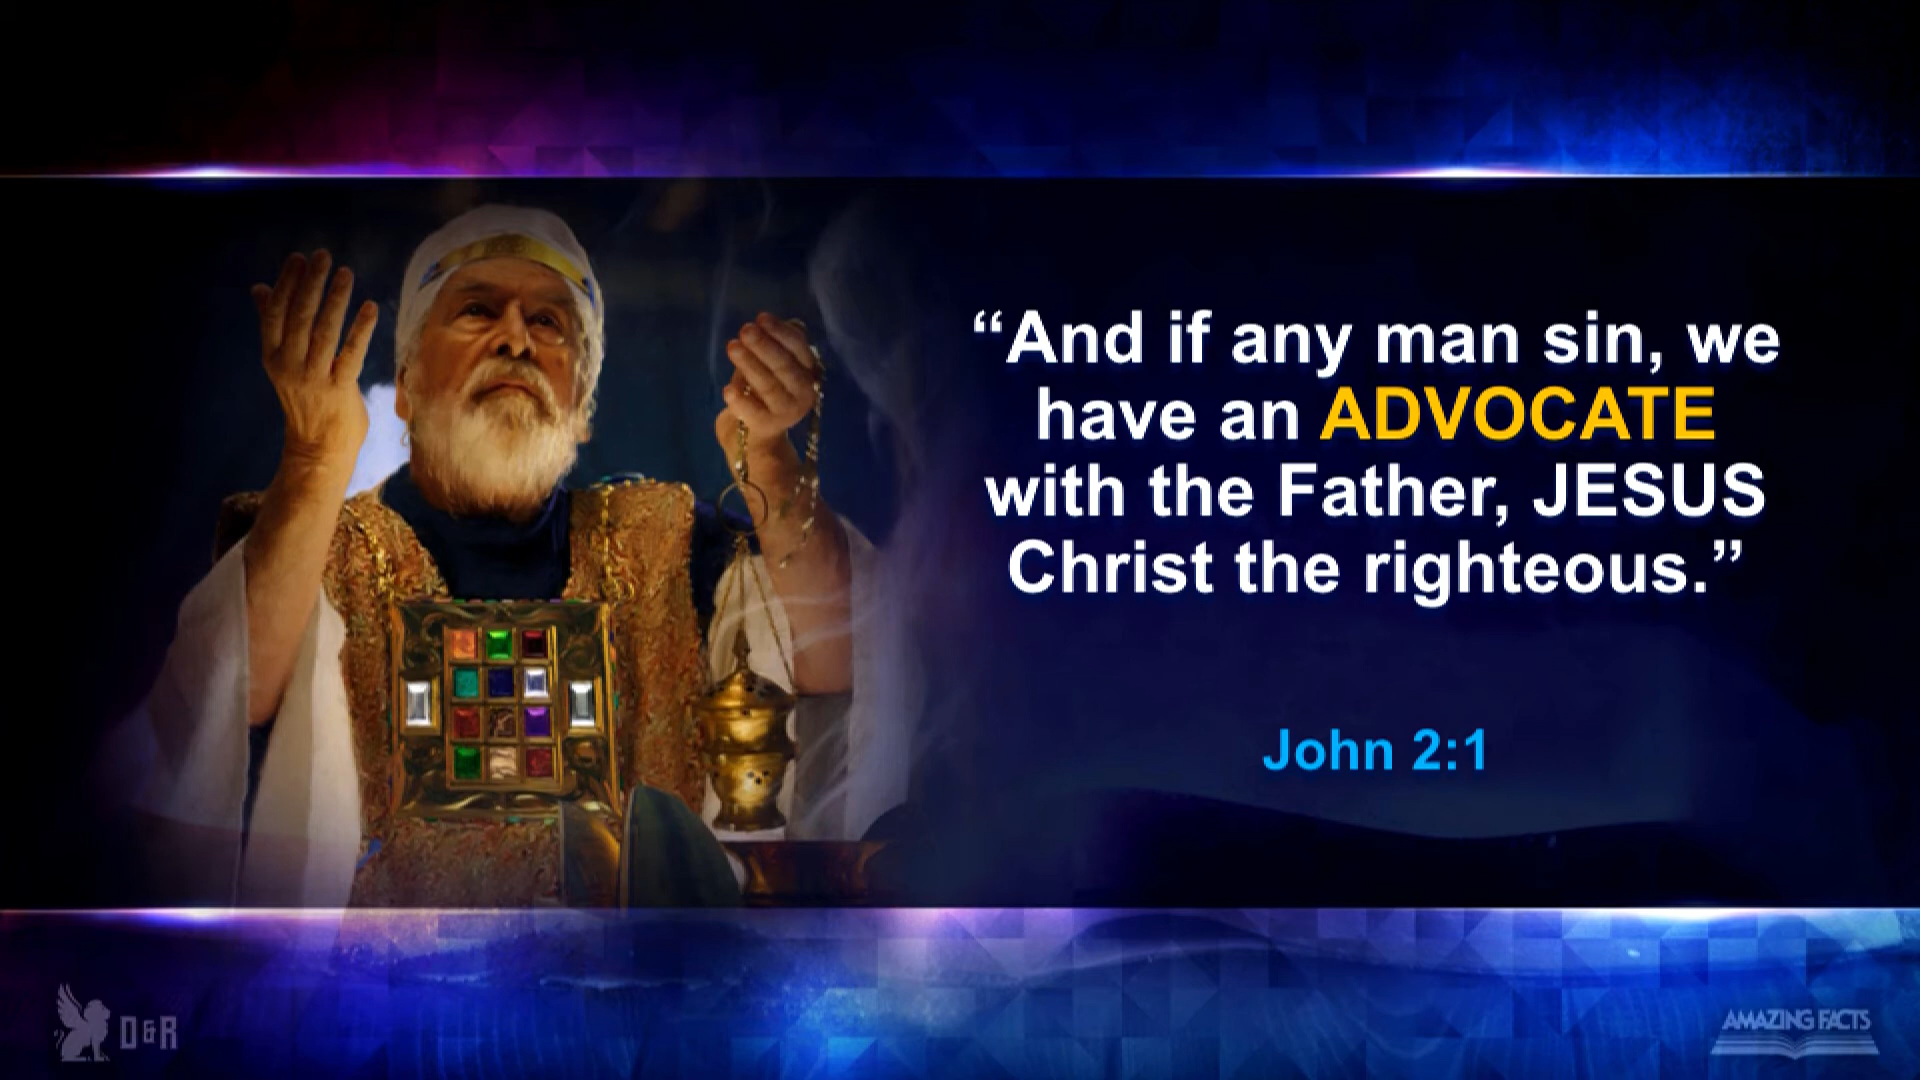 “And if any man sin, we
have an ADVOCATE
with the Father, JESUS
Christ the righteous.”
John 2:1
D&R
AMAZING FACTS